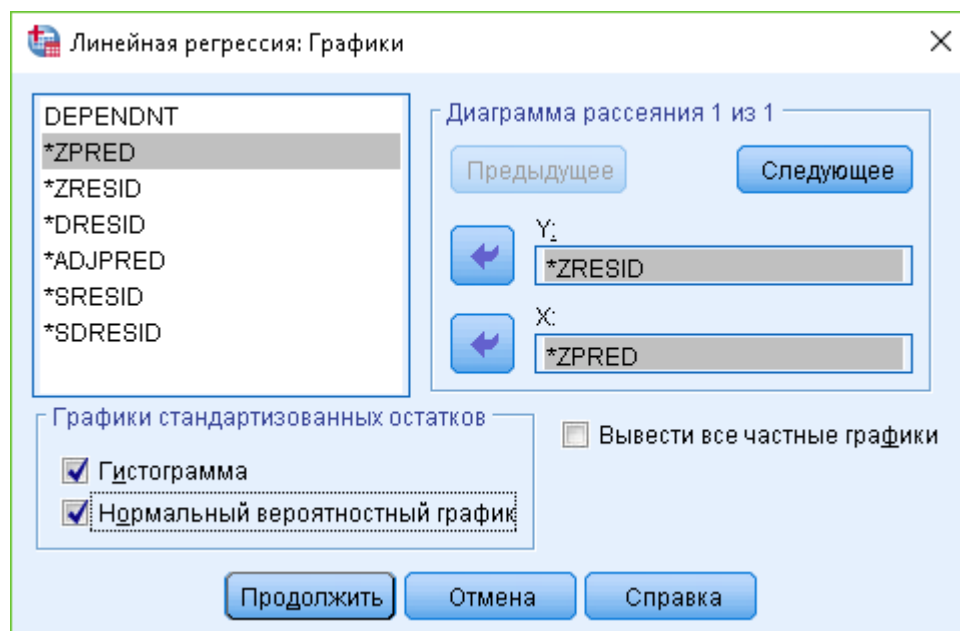 Линейная регрессия: Графики
DEPENDNT
*ZPRED
*ZRESID
*DRESID
*ADJPRED
*SRESID
*SDRESID
Диаграмма рассеяния 1 из 1
Предыдущее
Следующее
Y:
*ZRESID
X:
*ZPRED
Графики стандартизованных остатков
Гистограмма
Нормальный вероятностный график
Вывести все частные графики
Продолжить
Отмена
Справка